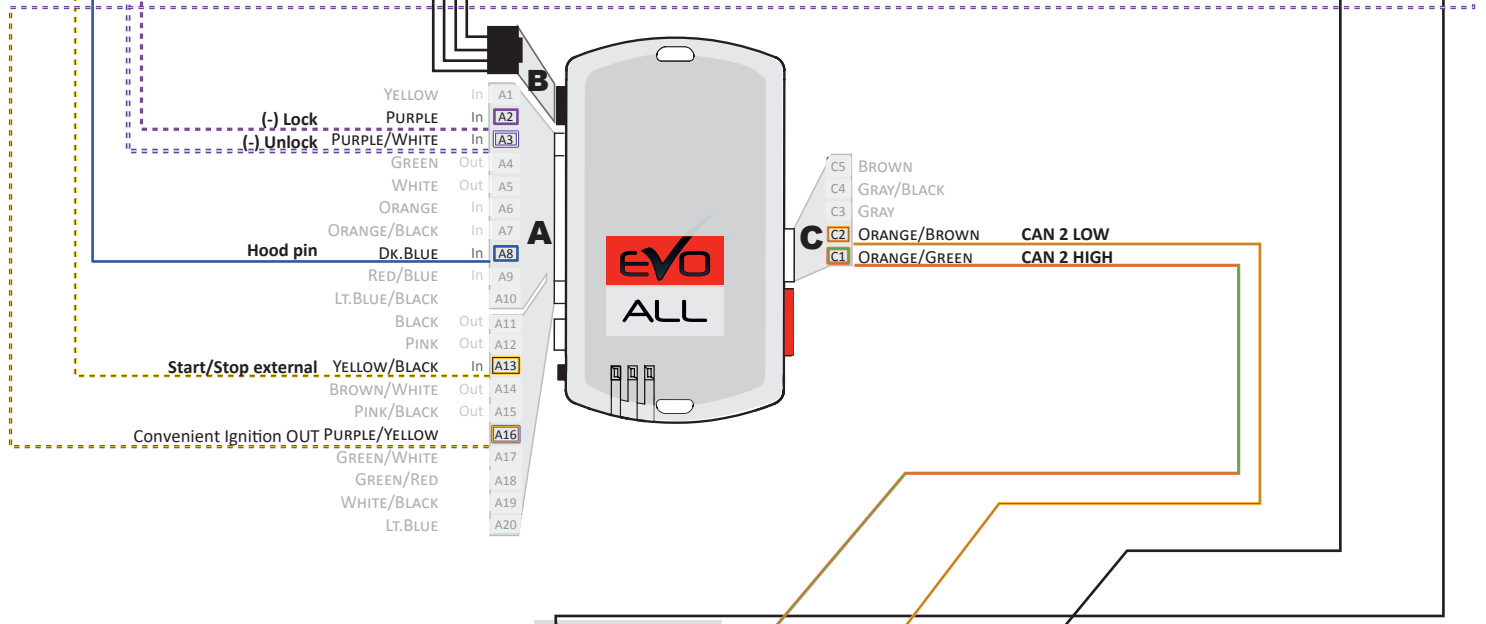 B
YELLOW In A1
(-) Lock PURPLE In A2
(-) Unlock PURPLE/WHITE In A3
GREEN Out A4
WHITE Out A5
ORANGE In A6
ORANGE/BLACK In A7
Hood pin DK.BLUE In A8
RED/BLUE In A9
LT.BLUE/BLACK A10
BLACK Out A11
PINK Out A12
Start/Stop external YELLOW/BLACK In A13
BROWN/WHITE Out A14
PINK/BLACK Out A15
Convenient Ignition OUT PURPLE/YELLOW A16
GREEN/WHITE A17
GREEN/RED A18
WHITE/BLACK A19
LT.BLUE A20
A
EVO
ALL
C
C5 BROWN
C4 GRAY/BLACK
C3 GRAY
C2 ORANGE/BROWN CAN 2 LOW
C1 ORANGE/GREEN CAN 2 HIGH